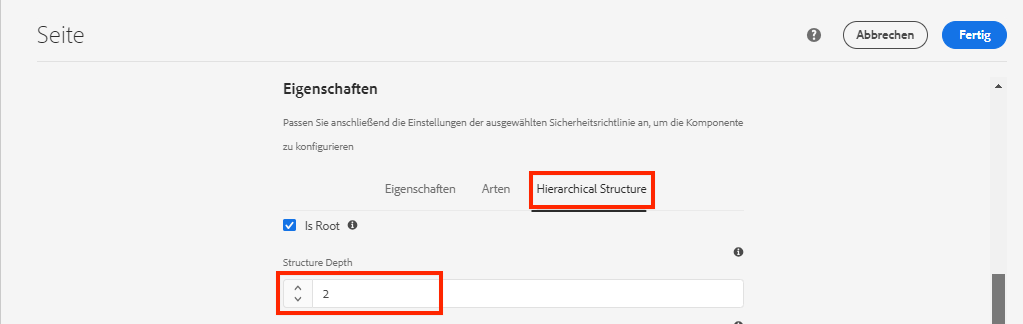 Seite
Abbrechen
Fertig
Eigenschaften
Passen Sie anschließend die Einstellungen der ausgewählten Sicherheitsrichtlinie an, um die Komponente
zu konfigurieren
Eigenschaften Arten Hierarchical Structure
Is Root
Structure Depth
2